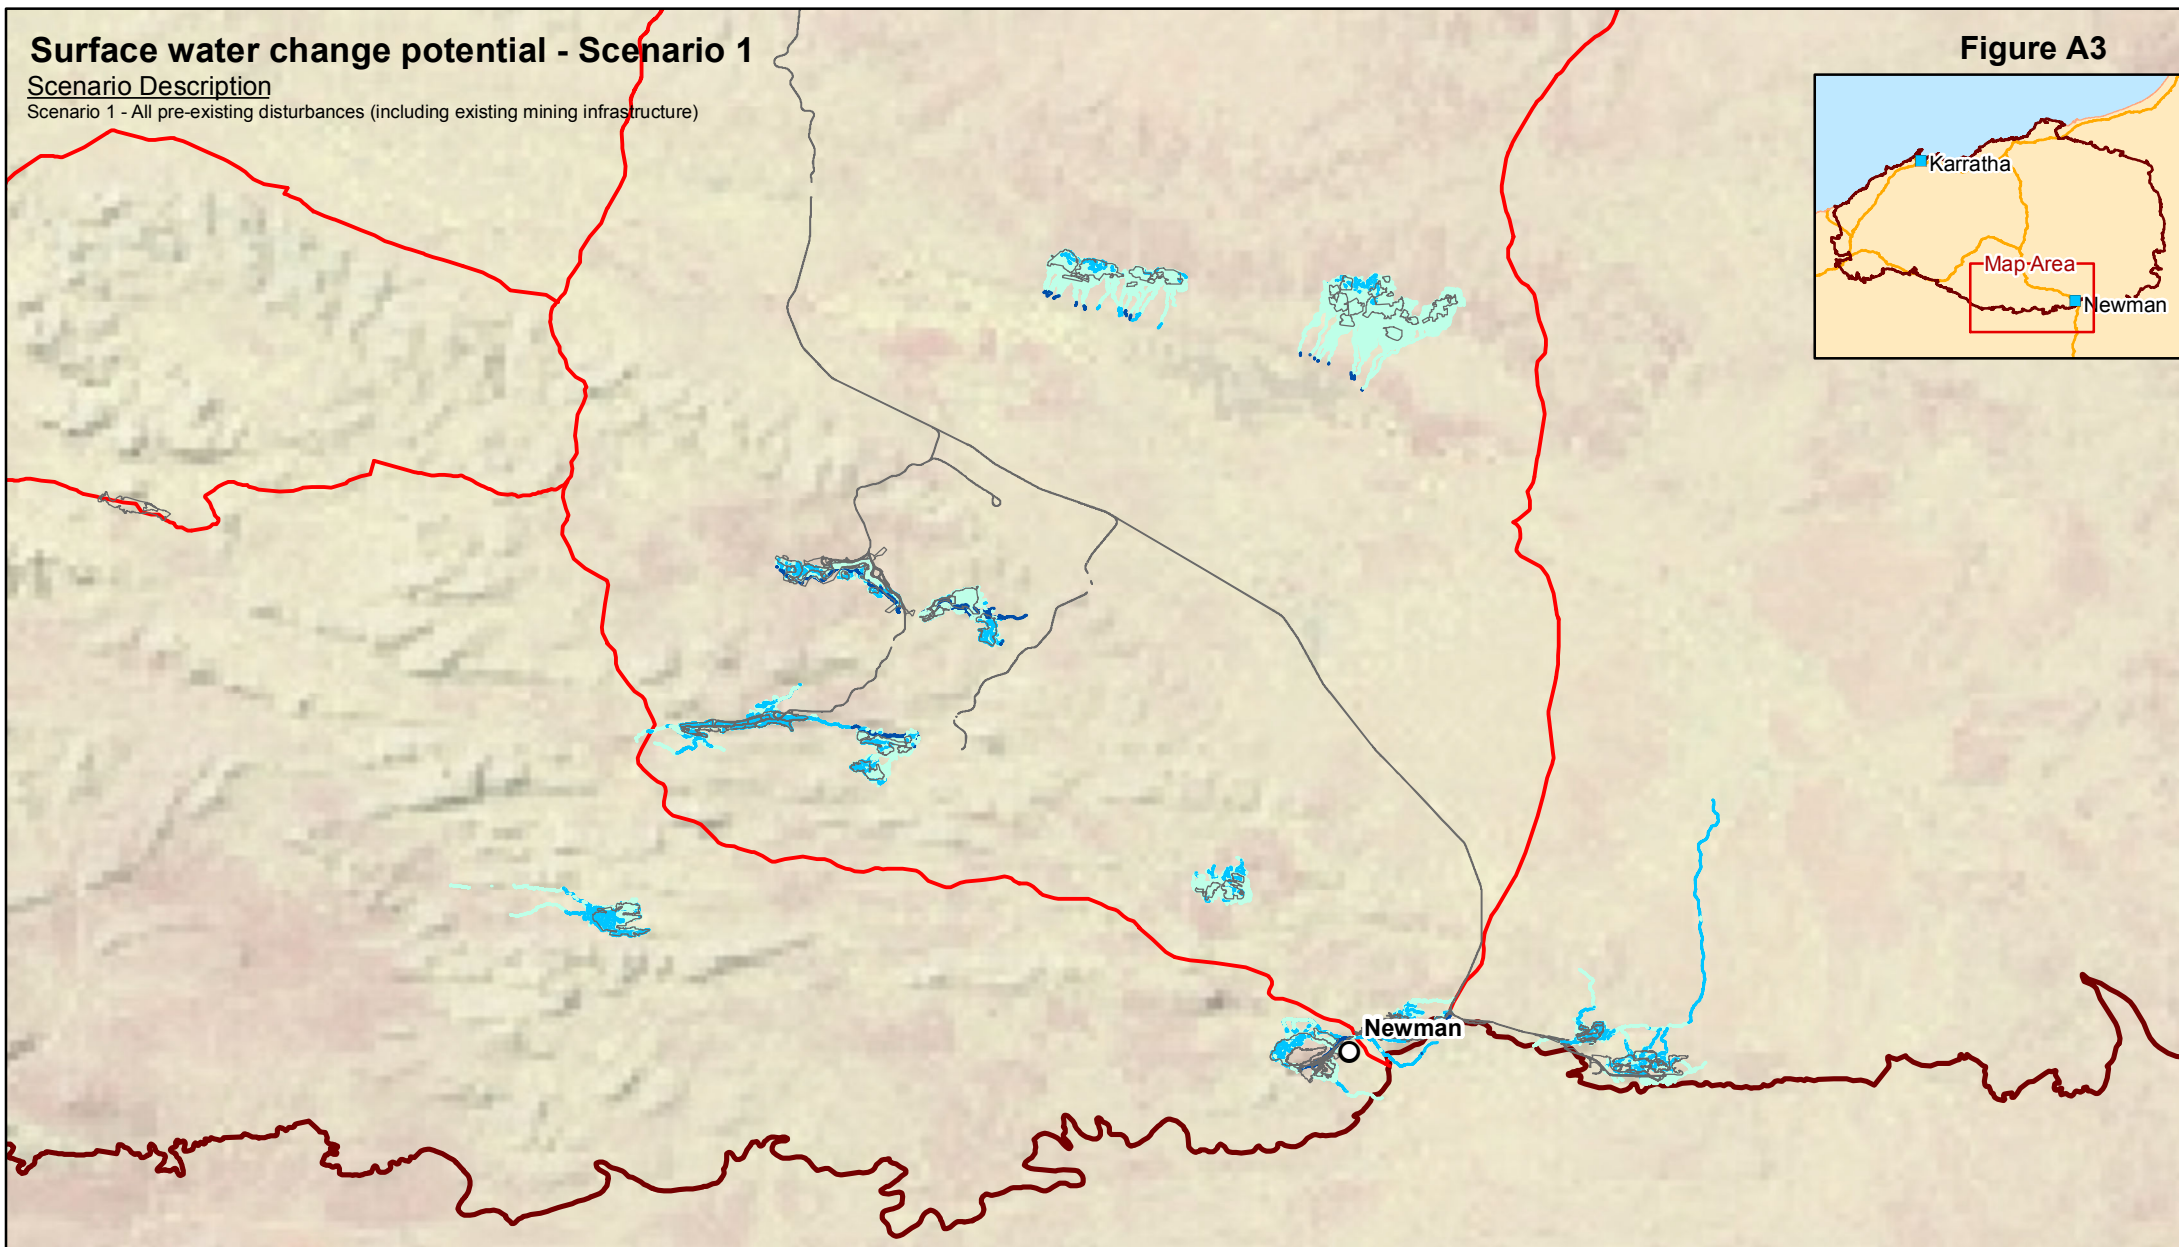 Surface water change potential - Scenario 1
Scenario Description
Scenario 1 - All pre-existing disturbances (including existing mining infrastructure)
Figure A3
Karratha
Map Area
Newman
Newman